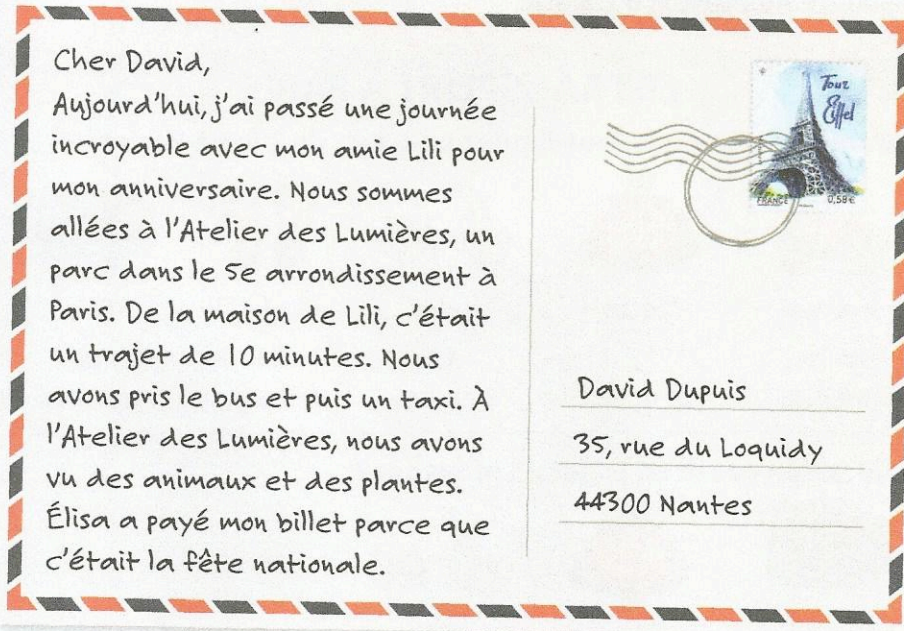 Cher David,
Aujourd'hui, j'ai passé une journée
incroyable avec mon amie Lili pour
mon anniversaire. Nous sommes
allées à l'Atelier des Lumières, un
parc dans le 5e arrondissement à
Paris. De la maison de Lili, c'était
un trajet de 10 minutes. Nous
avons pris le bus et puis un taxi. À
l'Atelier des Lumières, nous avons
vu des animaux et des plantes.
Élisa a payé mon billet parce que
c'était la fête nationale.
Tour
Eiffel
FRANCE 0,58€
David Dupuis
35, rue du Loquidy
44300 Nantes